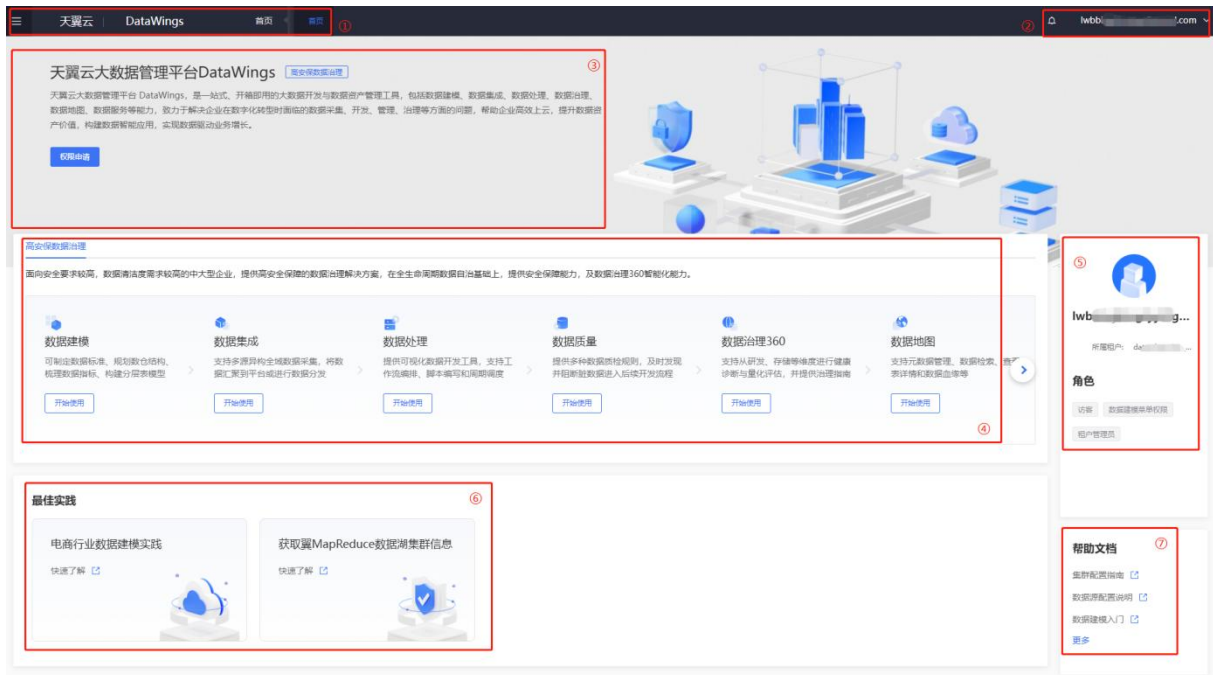 天翼云 DataWings 首页 首页 ①
② lwbb .com
天翼云大数据管理平台DataWings 高安保数据治理 ③
天翼云大数据管理平台 DataWings，是一站式、开箱即用的大数据开发与数据资产管理工具，包括数据建模、数据集成、数据处理、数据治理、
数据地图、数据服务等能力，致力于解决企业在数字化转型时面临的数据采集、开发、管理、治理等方面的问题，帮助企业高效上云，提升数据资
产价值，构建数据智能应用，实现数据驱动业务增长。
权限申请
高安保数据治理
面向安全要求较高，数据清洁度需求较高的中大型企业，提供高安全保障的数据治理解决方案，在全生命周期数据自治基础上，提供安全保障能力，及数据治理360智能化能力。
数据建模
可制定数据标准、规划数仓结构、
梳理数据指标、构建分层表模型
开始使用
数据集成
支持多源异构全域数据采集，将数
据汇聚到平台或进行数据分发
开始使用
数据处理
提供可视化数据开发工具，支持工
作流编排、脚本编写和周期调度
开始使用
数据质量
提供多种数据质检规则，及时发现
并阻断脏数据进入后续开发流程
开始使用
数据治理360
支持从研发、存储等维度进行健康
诊断与量化评估，并提供治理指南
开始使用
数据地图
支持元数据管理、数据检索、查
表详情和数据血缘等
开始使用
④
⑤
lwb g...
所属租户： da ...
角色
访客 数据建模菜单权限
租户管理员
最佳实践 ⑥
电商行业数据建模实践
快速了解
获取翼MapReduce数据湖集群信息
快速了解
帮助文档 ⑦
集群配置指南
数据源配置说明
数据建模入门
更多